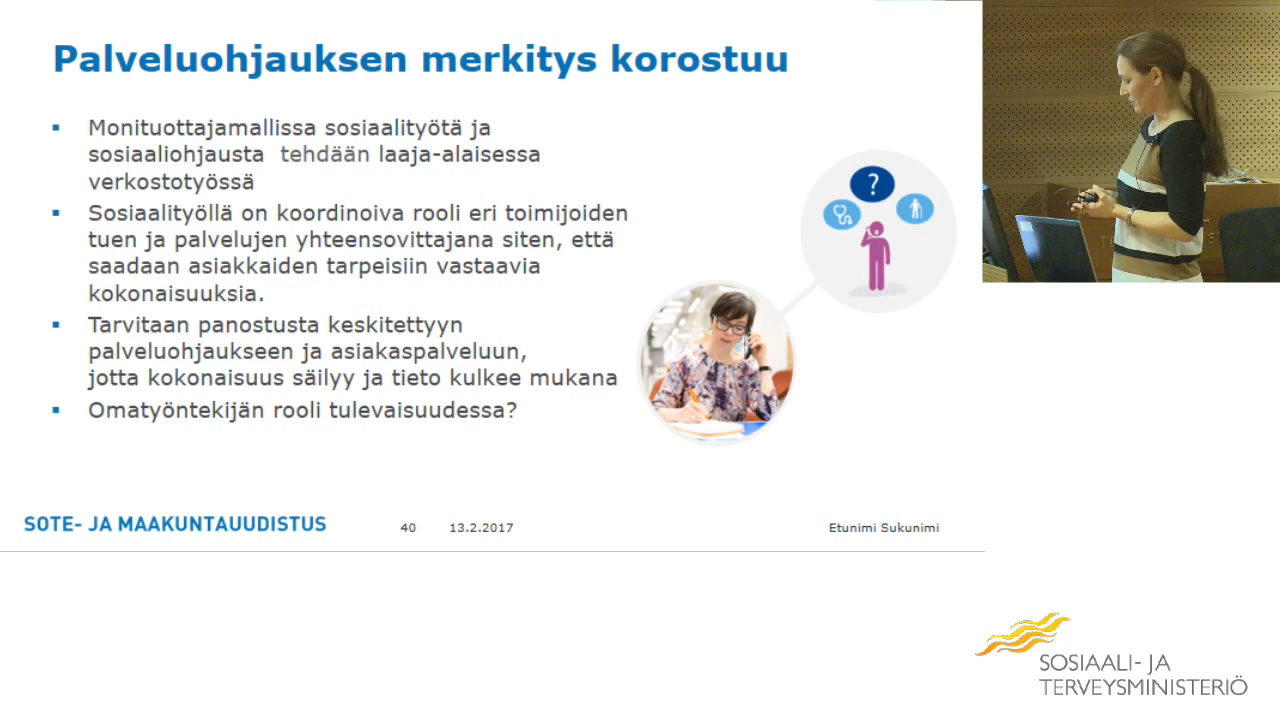 Palveluohjauksen merkitys korostuu
▪ Monituottajamallissa sosiaalityötä ja
sosiaaliohjausta tehdään laaja-alaisessa
verkostotyössä
▪ Sosiaalityöllä on koordinoiva rooli eri toimijoiden
tuen ja palvelujen yhteensovittajana siten, että
saadaan asiakkaiden tarpeisiin vastaavia
kokonaisuuksia.
▪ Tarvitaan panostusta keskitettyyn
palveluohjaukseen ja asiakaspalveluun,
jotta kokonaisuus säilyy ja tieto kulkee mukana
▪ Omatyöntekijän rooli tulevaisuudessa?
?
SOTE- JA MAAKUNTAUUDISTUS
40
13.2.2017
Etunimi Sukunimi
SOSIAALI- JA
TERVEYSMINISTERIÖ